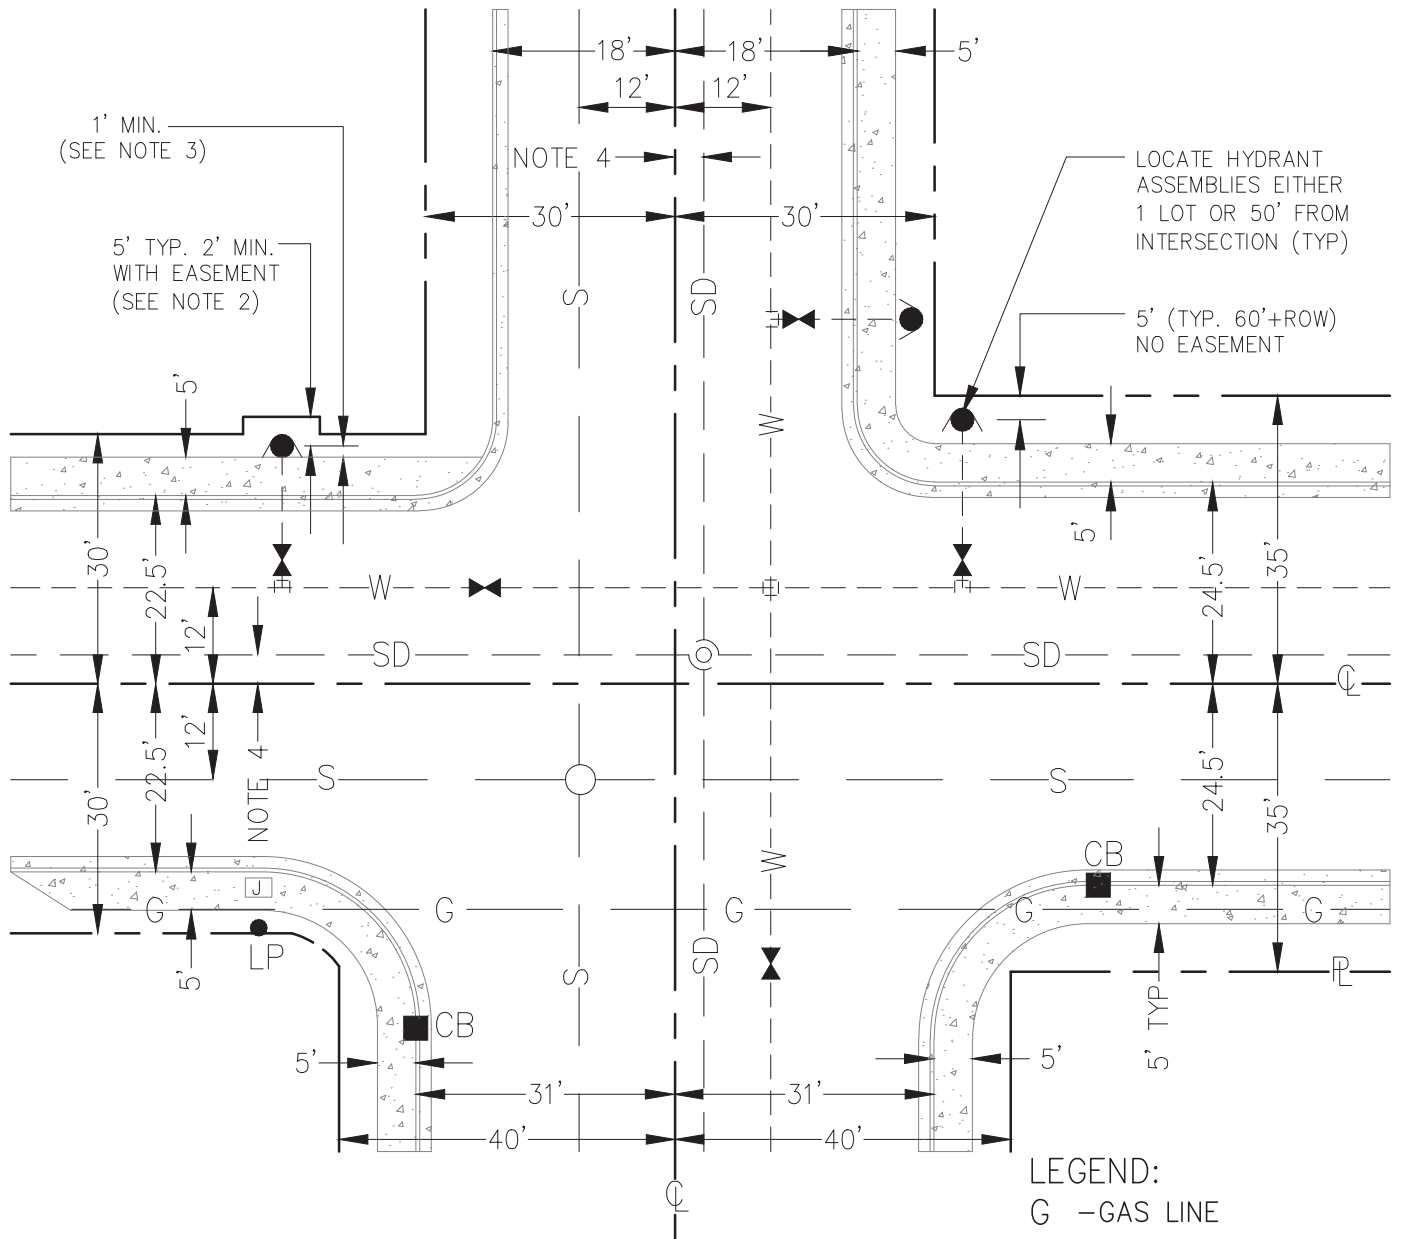 18'
18'
5'
12'
12'
1' MIN.
(SEE NOTE 3)
NOTE 4
LOCATE HYDRANT
ASSEMBLIES EITHER
1 LOT OR 50' FROM
INTERSECTION (TYP)
30'
30'
5' TYP. 2' MIN.
WITH EASEMENT
(SEE NOTE 2)
S
SD
5' (TYP. 60'+ROW)
NO EASEMENT
5'
W
5'
30'
22.5'
12'
W
W
24.5'
35'
SD
SD
CL
30'
22.5'
12'
NOTE 4
S
S
24.5'
35'
W
CB
J
G
G
G
G
G
LP
5'
S
SD
PL
CB
5' TYP
5'
5'
31'
31'
40'
40'
CL
LEGEND:
G -GAS LINE